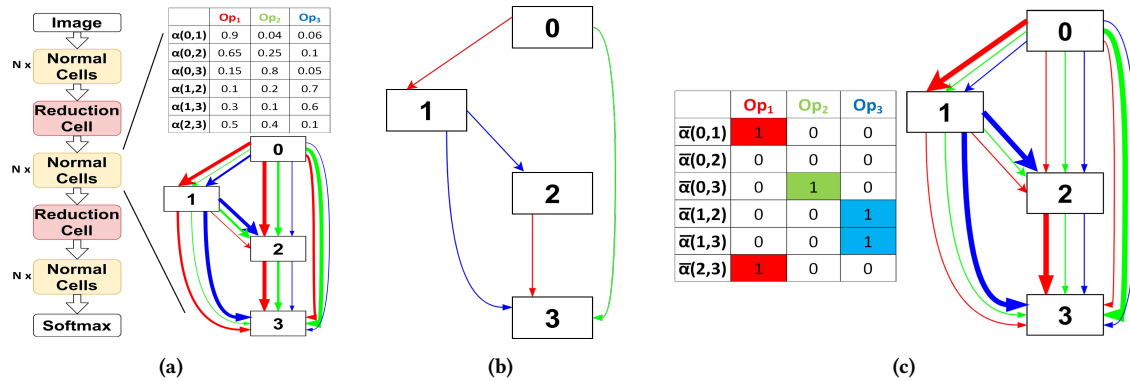 Image
N x
Normal
Cells
Reduction
Cell
N x
Normal
Cells
Reduction
Cell
N x
Normal
Cells
Softmax
Op1 Op2 Op3
α(0,1) 0.9 0.04 0.06
α(0,2) 0.65 0.25 0.1
α(0,3) 0.15 0.8 0.05
α(1,2) 0.1 0.2 0.7
α(1,3) 0.3 0.1 0.6
α(2,3) 0.5 0.4 0.1
0
1
2
3
(a)
0
1
2
3
(b)
Op1 Op2 Op3
α̅(0,1) 1 0 0
α̅(0,2) 0 0 0
α̅(0,3) 0 1 0
α̅(1,2) 0 0 1
α̅(1,3) 0 0 1
α̅(2,3) 1 0 0
0
1
2
3
(c)